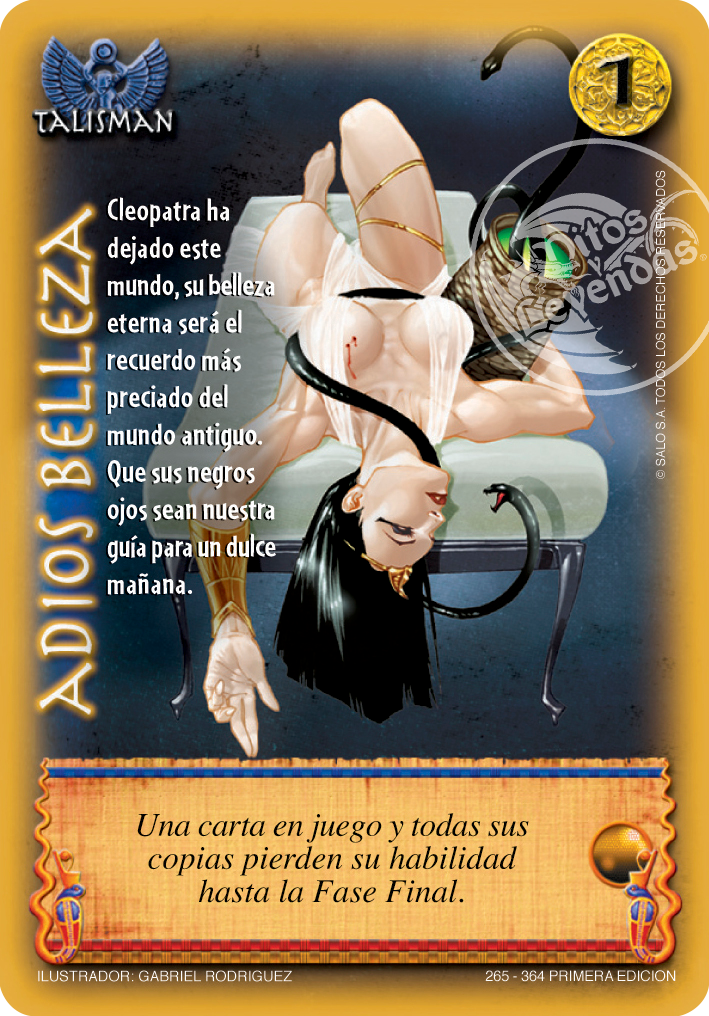 TALISMAN
1
ADIOS BELLEZA
Cleopatra ha
dejado este
mundo, su belleza
eterna será el
recuerdo más
preciado del
mundo antiguo.
Que sus negros
ojos sean nuestra
guía para un dulce
mañana.
Mitos
y
Leyendas
©
© SALO S.A. TODOS LOS DERECHOS RESERVADOS
Una carta en juego y todas sus
copias pierden su habilidad
hasta la Fase Final.
ILUSTRADOR: GABRIEL RODRIGUEZ
265 - 364 PRIMERA EDICION